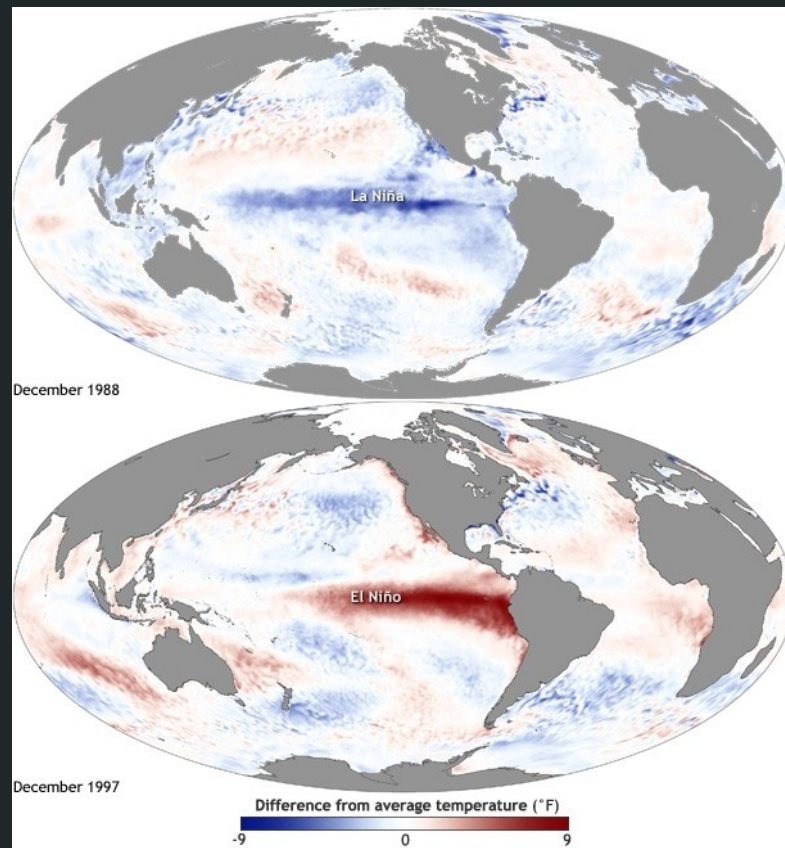 La Niña
December 1988
El Niño
December 1997
Difference from average temperature (°F)
-9 0 9